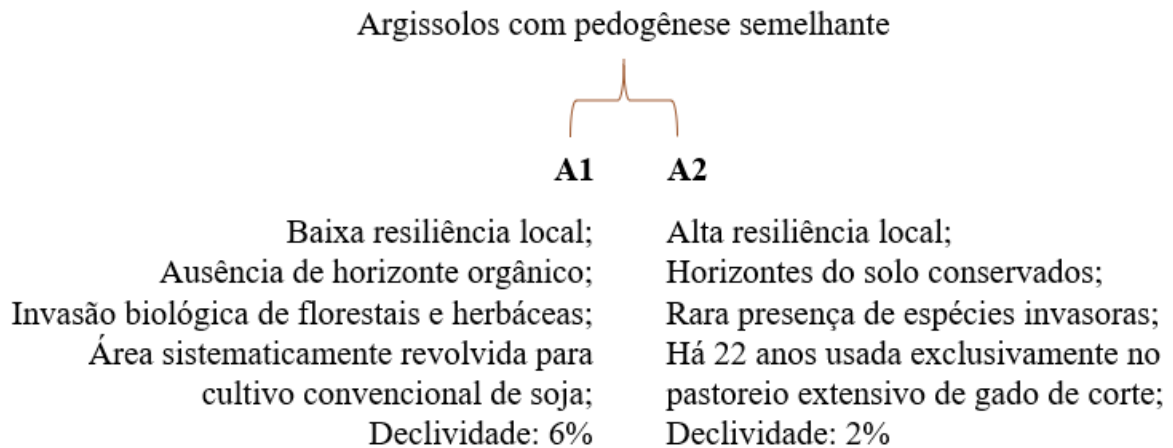 Argissolos com pedogênese semelhante
A1
A2
Baixa resiliência local;
Ausência de horizonte orgânico;
Invasão biológica de florestais e herbáceas;
Área sistematicamente revolvida para
cultivo convencional de soja;
Declividade: 6%
Alta resiliência local;
Horizontes do solo conservados;
Rara presença de espécies invasoras;
Há 22 anos usada exclusivamente no
pastoreio extensivo de gado de corte;
Declividade: 2%